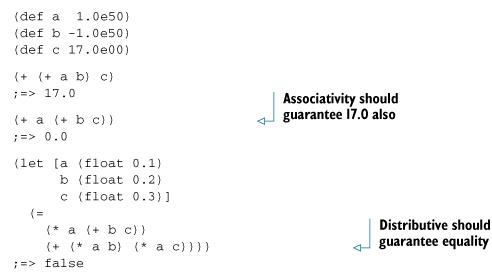 (def a  1.0e50)
(def b -1.0e50)
(def c 17.0e00)
(+ (+ a b) c)
;=> 17.0
Associativity should
guarantee 17.0 also
(+ a (+ b c))
;=> 0.0
(let [a (float 0.1)
      b (float 0.2)
      c (float 0.3)]
  (=
    (* a (+ b c))
    (+ (* a b) (* a c))))
Distributive should
guarantee equality
;=> false